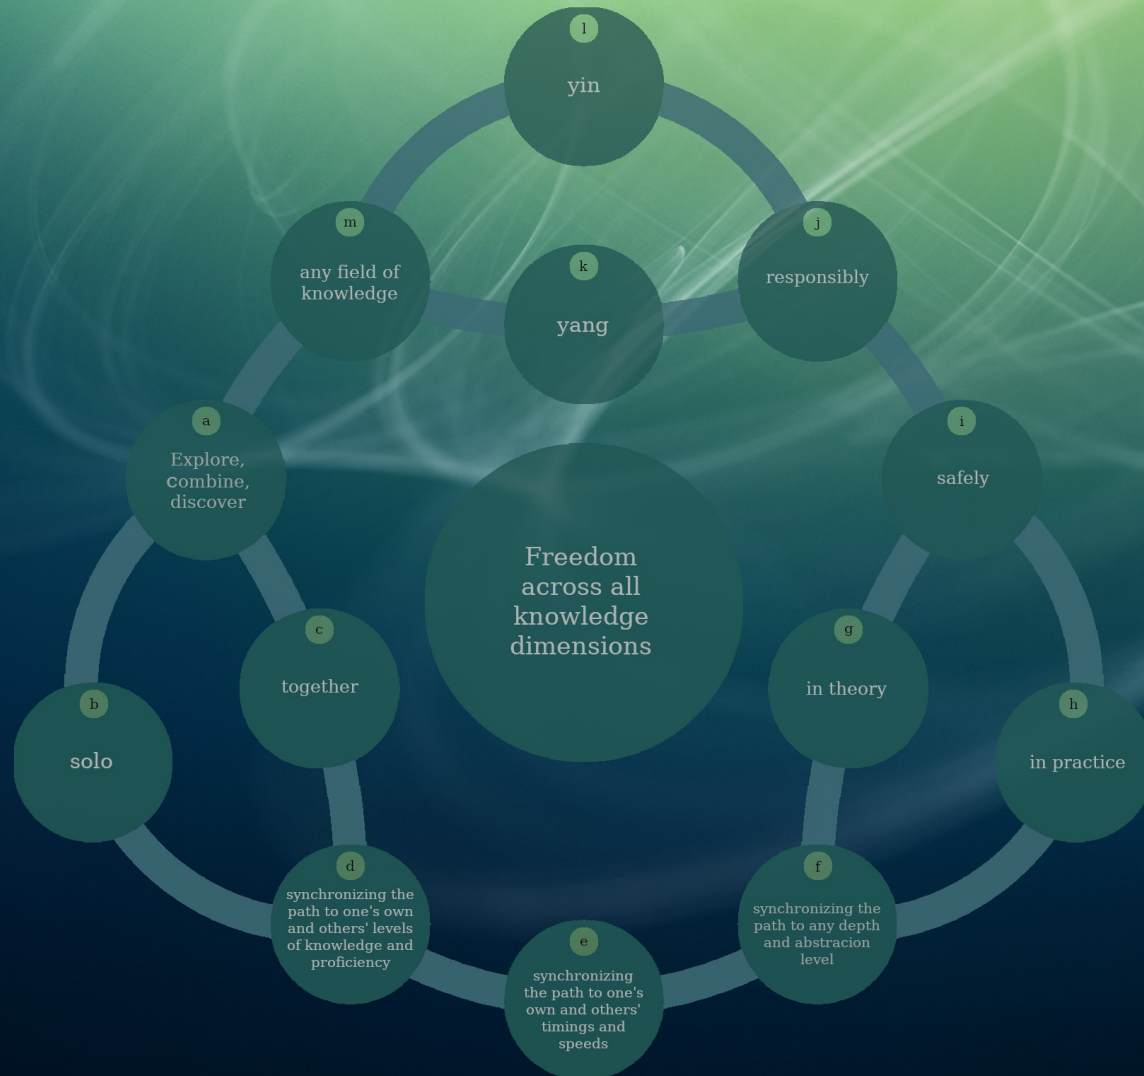 l
yin
m
any field of
knowledge
k
yang
j
responsibly
a
Explore,
combine,
discover
i
safely
Freedom
across all
knowledge
dimensions
c
together
g
in theory
b
solo
h
in practice
d
synchronizing the
path to one's own
and others' levels
of knowledge and
proficiency
f
synchronizing the
path to any depth
and abstracion
level
e
synchronizing
the path to one's
own and others'
timings and
speeds